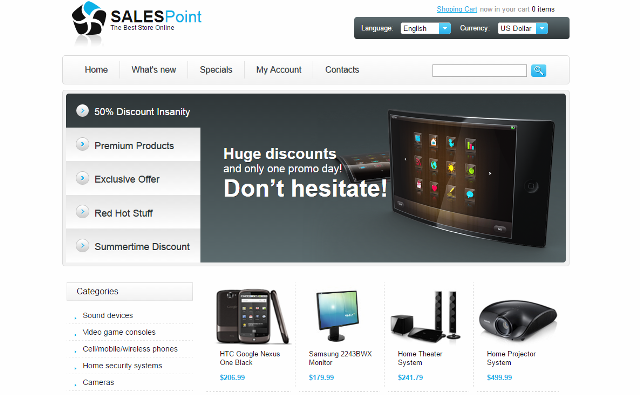 SALESPoint
The Best Store Online
Shoping Cart now in your cart 0 items
Language: English Currency: US Dollar
Home What's new Specials My Account Contacts
50% Discount Insanity
Premium Products
Exclusive Offer
Red Hot Stuff
Summertime Discount
Huge discounts
and only one promo day!
Don't hesitate!
Categories
Sound devices
Video game consoles
Cell/mobile/wireless phones
Home security systems
Cameras
HTC Google Nexus
One Black
$206.99
Samsung 2243BWX
Monitor
$179.99
Home Theater
System
$241.79
Home Projector
System
$499.99